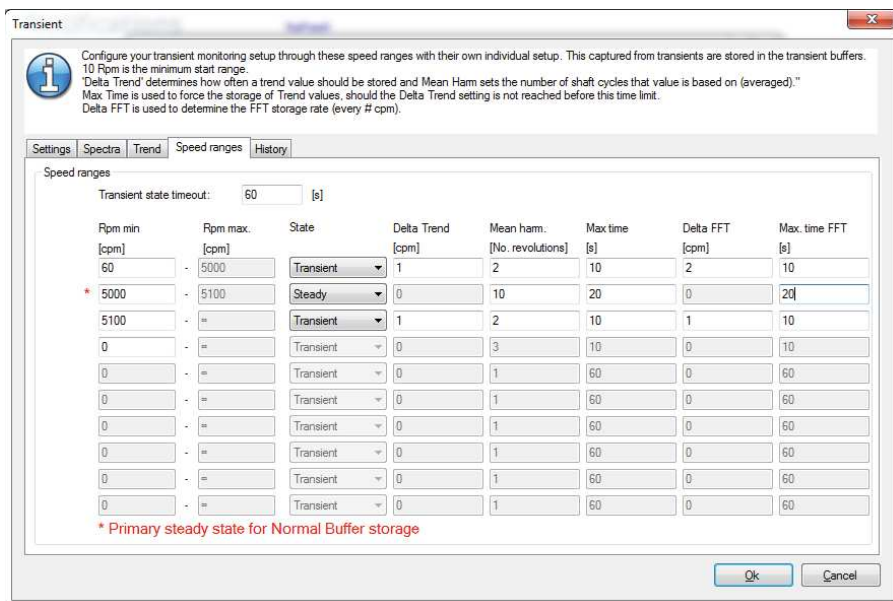 Transient
Configure your transient monitoring setup through these speed ranges with their own individual setup. This captured from transients are stored in the transient buffers.
10 Rpm is the minimum start range.
'Delta Trend' determines how often a trend value should be stored and Mean Harm sets the number of shaft cycles that value is based on (averaged)."
Max Time is used to force the storage of Trend values, should the Delta Trend setting is not reached before this time limit.
Delta FFT is used to determine the FFT storage rate (every # cpm).
Settings Spectra Trend Speed ranges History
Speed ranges
Transient state timeout: 60 [s]
Rpm min Rpm max. State Delta Trend Mean harm. Max time Delta FFT Max. time FFT
[cpm] [cpm] [cpm] [No. revolutions] [s] [cpm] [s]
60 - 5000 Transient 1 2 10 2 10
* 5000 - 5100 Steady 0 10 20 0 20
5100 - = Transient 1 2 10 1 10
0 - = Transient 0 3 10 0 10
0 - = Transient 0 1 60 0 60
0 - = Transient 0 1 60 0 60
0 - = Transient 0 1 60 0 60
0 - = Transient 0 1 60 0 60
0 - = Transient 0 1 60 0 60
0 - = Transient 0 1 60 0 60
* Primary steady state for Normal Buffer storage
Ok Cancel